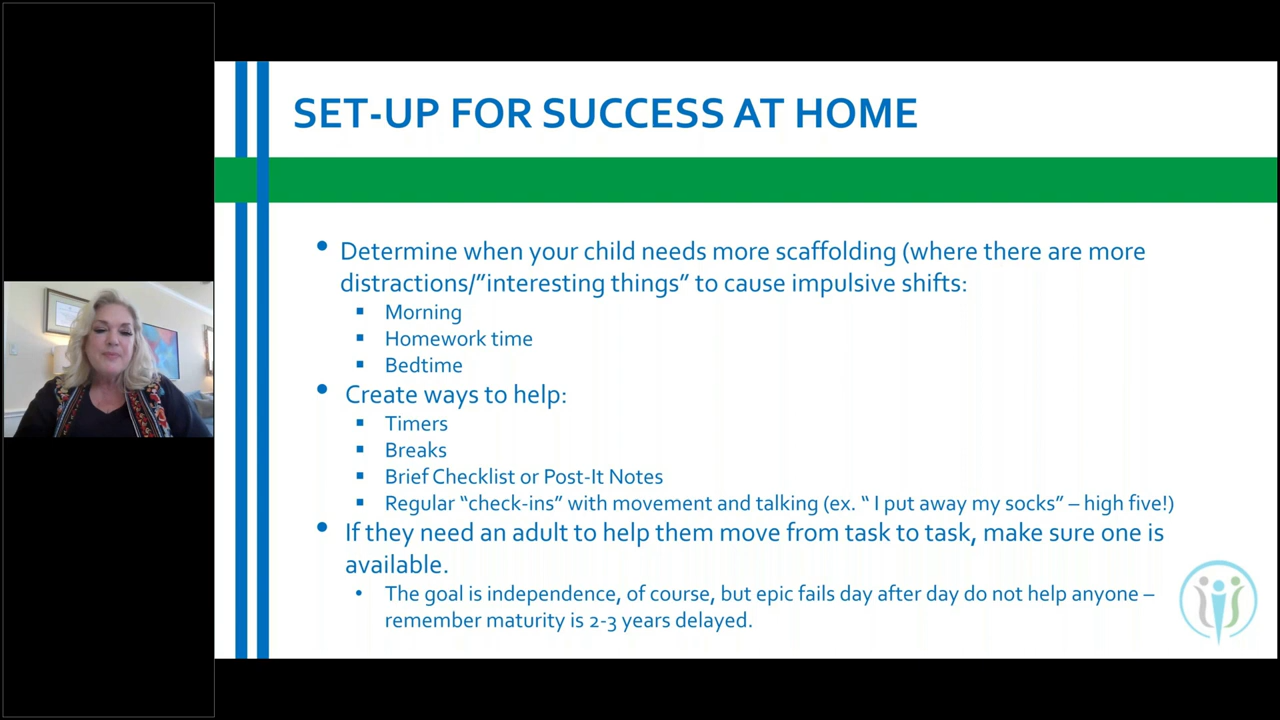 SET-UP FOR SUCCESS AT HOME
• Determine when your child needs more scaffolding (where there are more
distractions/”interesting things” to cause impulsive shifts:
▪ Morning
▪ Homework time
▪ Bedtime
• Create ways to help:
▪ Timers
▪ Breaks
▪ Brief Checklist or Post-It Notes
▪ Regular “check-ins” with movement and talking (ex. “ I put away my socks” – high five!)
• If they need an adult to help them move from task to task, make sure one is
available.
• The goal is independence, of course, but epic fails day after day do not help anyone –
remember maturity is 2-3 years delayed.